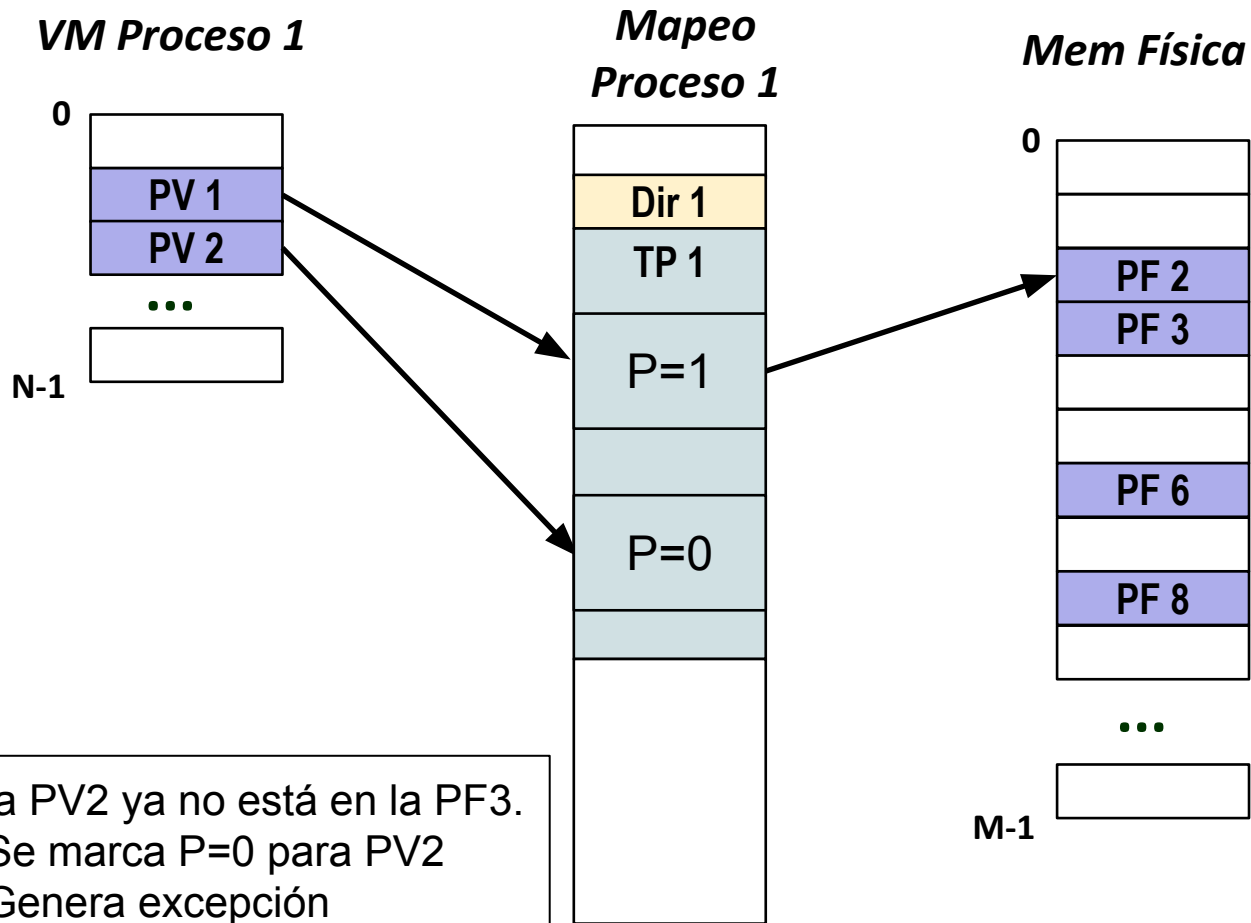 VM Proceso 1
Mapeo
Proceso 1
Mem Física
0
PV 1
PV 2
...
N-1
Dir 1
TP 1
P=1
P=0
0
PF 2
PF 3
PF 6
PF 8
...
M-1
a PV2 ya no está en la PF3.
Se marca P=0 para PV2
Genera excepción